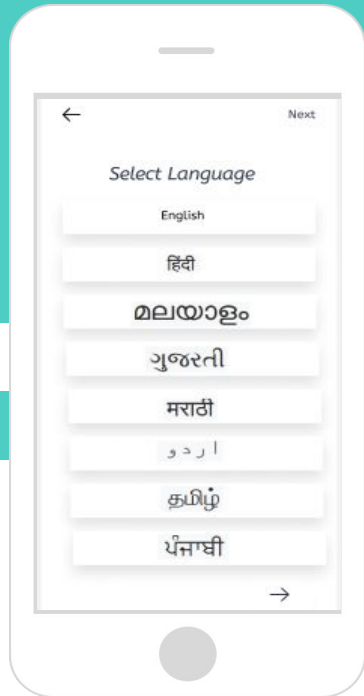 Next
Select Language
English
हिंदी
മലയാളം
ગુજરતી
मराठी
اردو
தமிழ்
ਪੰਜਾਬੀ